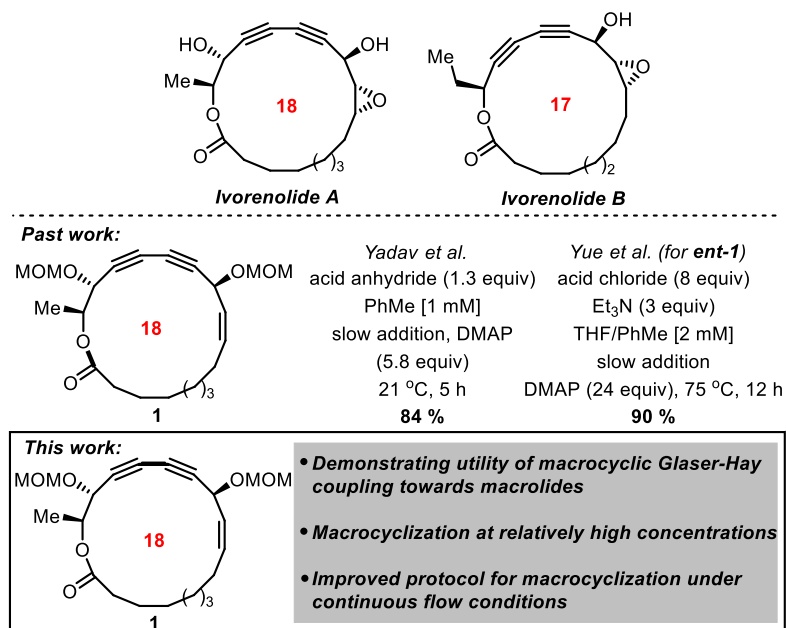 HO
OH
Me
18
O
O
O
( )3
Ivorenolide A
OH
17
O
O
O
( )2
Ivorenolide B
Past work:
MOMO
OMOM
Me
18
O
O
( )3
1
Yadav et al.
acid anhydride (1.3 equiv)
PhMe [1 mM]
slow addition, DMAP
(5.8 equiv)
21 °C, 5 h
84 %
Yue et al. (for ent-1)
acid chloride (8 equiv)
Et3N (3 equiv)
THF/PhMe [2 mM]
slow addition
DMAP (24 equiv), 75 °C, 12 h
90 %
This work:
MOMO
OMOM
Me
18
O
O
( )3
1
• Demonstrating utility of macrocyclic Glaser-Hay
coupling towards macrolides
• Macrocyclization at relatively high concentrations
• Improved protocol for macrocyclization under
continuous flow conditions